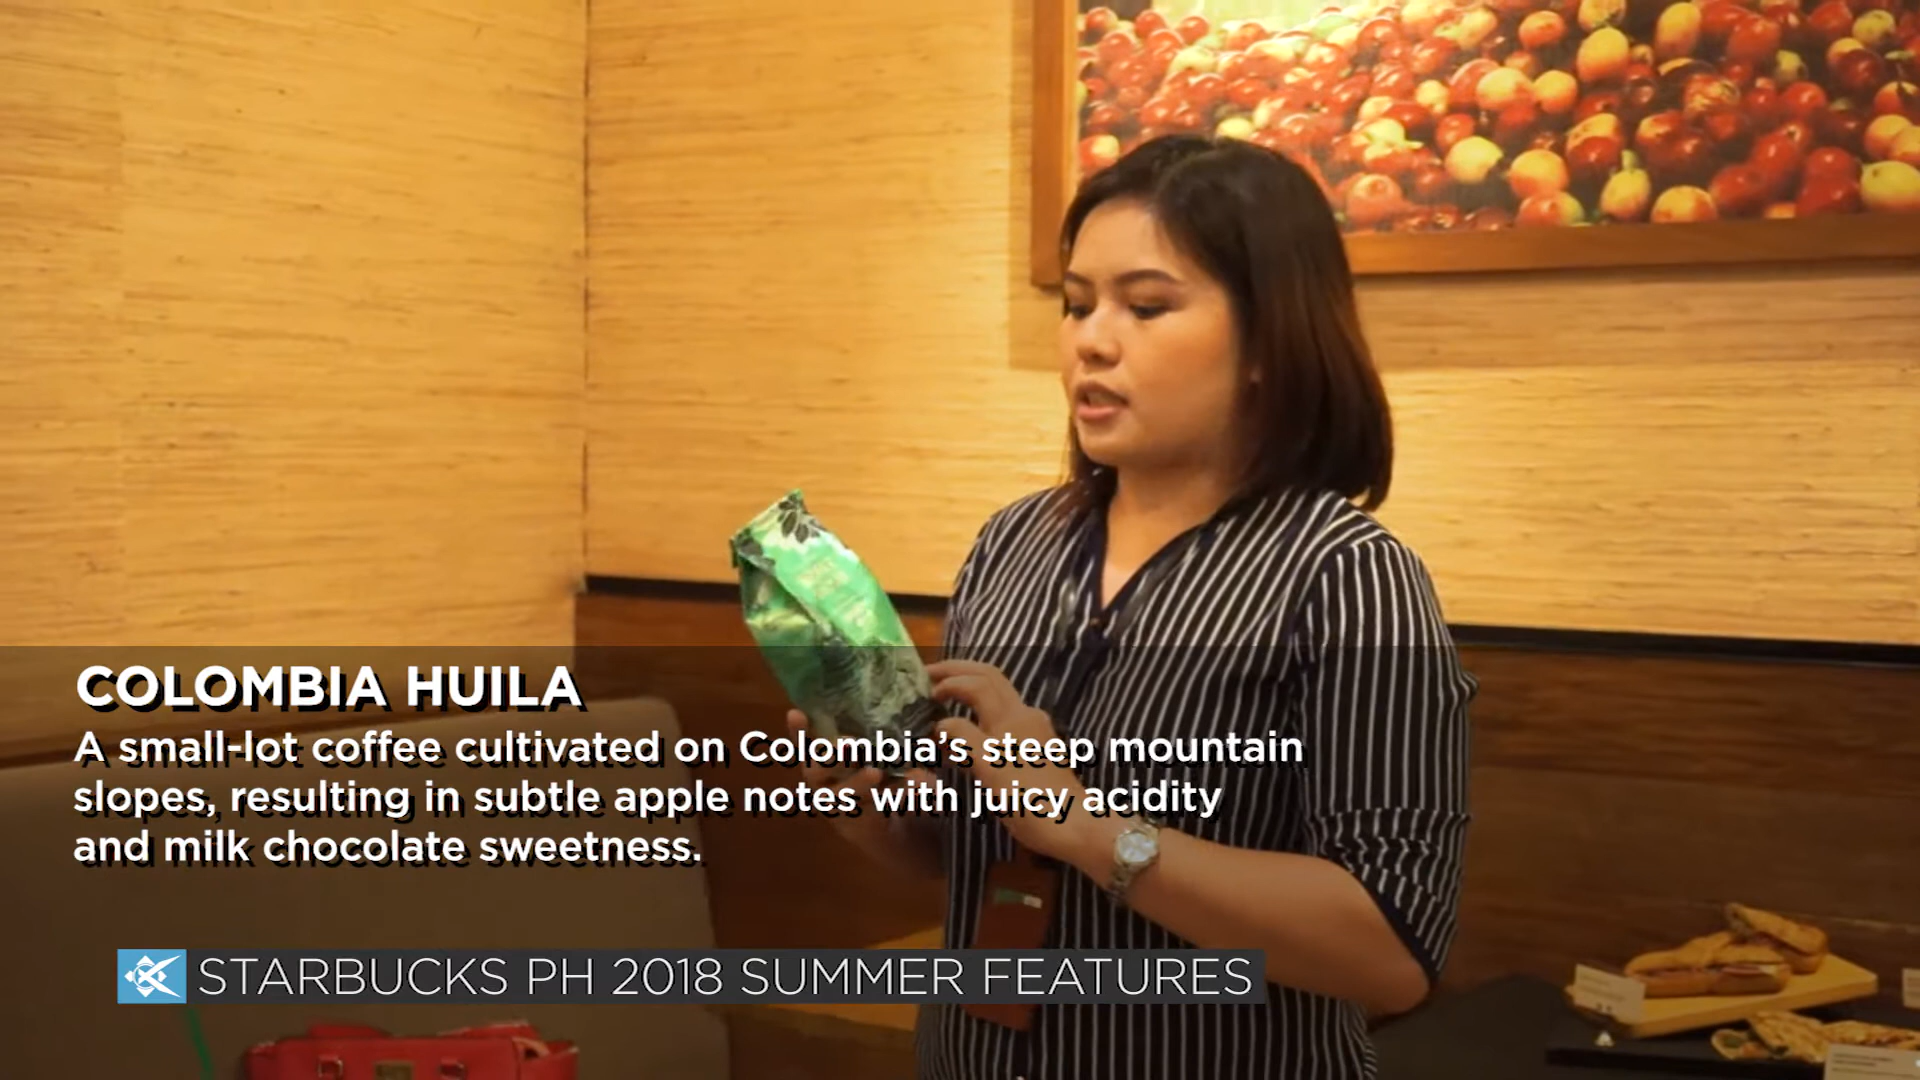 COLOMBIA HUILA
A small-lot coffee cultivated on Colombia's steep mountain
slopes, resulting in subtle apple notes with juicy acidity
and milk chocolate sweetness.
STARBUCKS PH 2018 SUMMER FEATURES